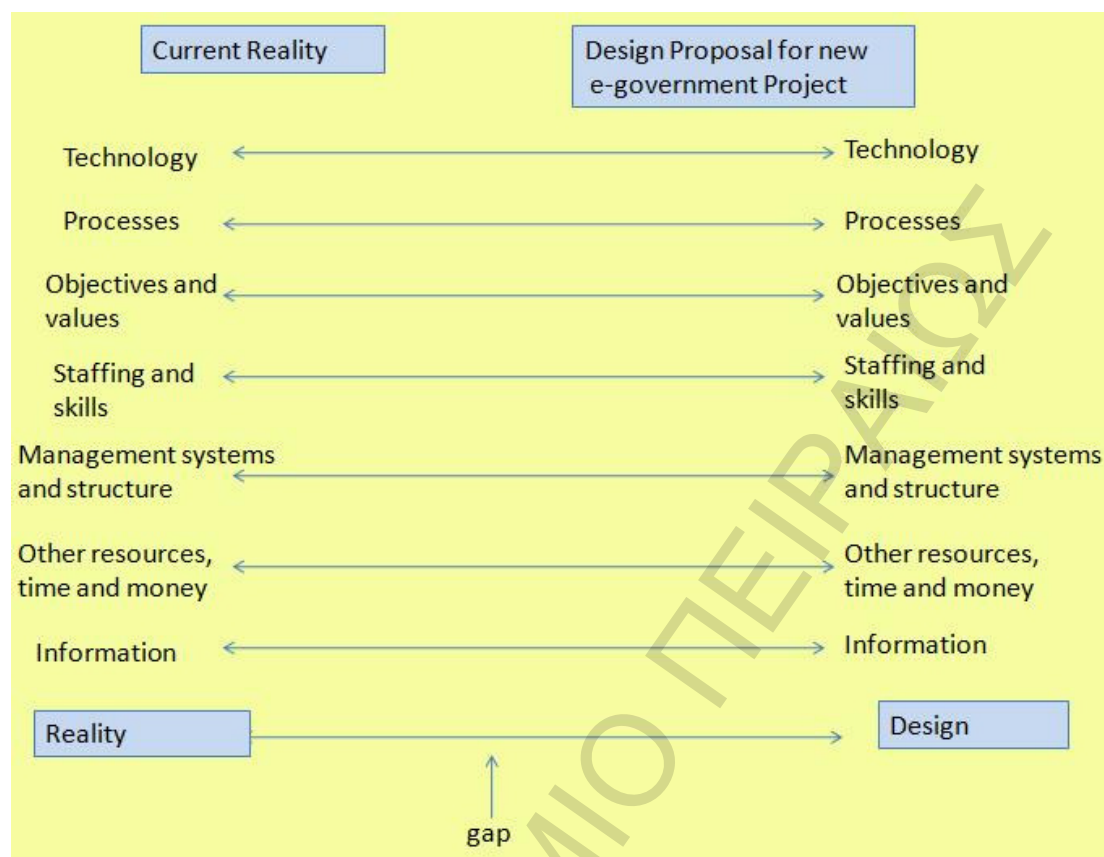 Current Reality
Design Proposal for new
e-government Project
Technology
Technology
Processes
Processes
Objectives and
values
Objectives and
values
Staffing and
skills
Staffing and
skills
Management systems
and structure
Management systems
and structure
Other resources,
time and money
Other resources,
time and money
Information
Information
Reality
Design
gap
ΜΙΟ ΠΕΙΡΑΙΩΣ